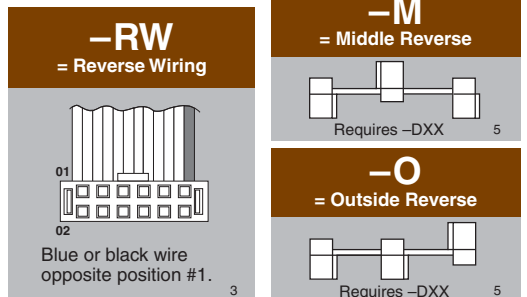 –RW
= Reverse Wiring
01
02
Blue or black wire
opposite position #1.
3
–M
= Middle Reverse
Requires –DXX
5
–O
= Outside Reverse
Requires –DXX
5